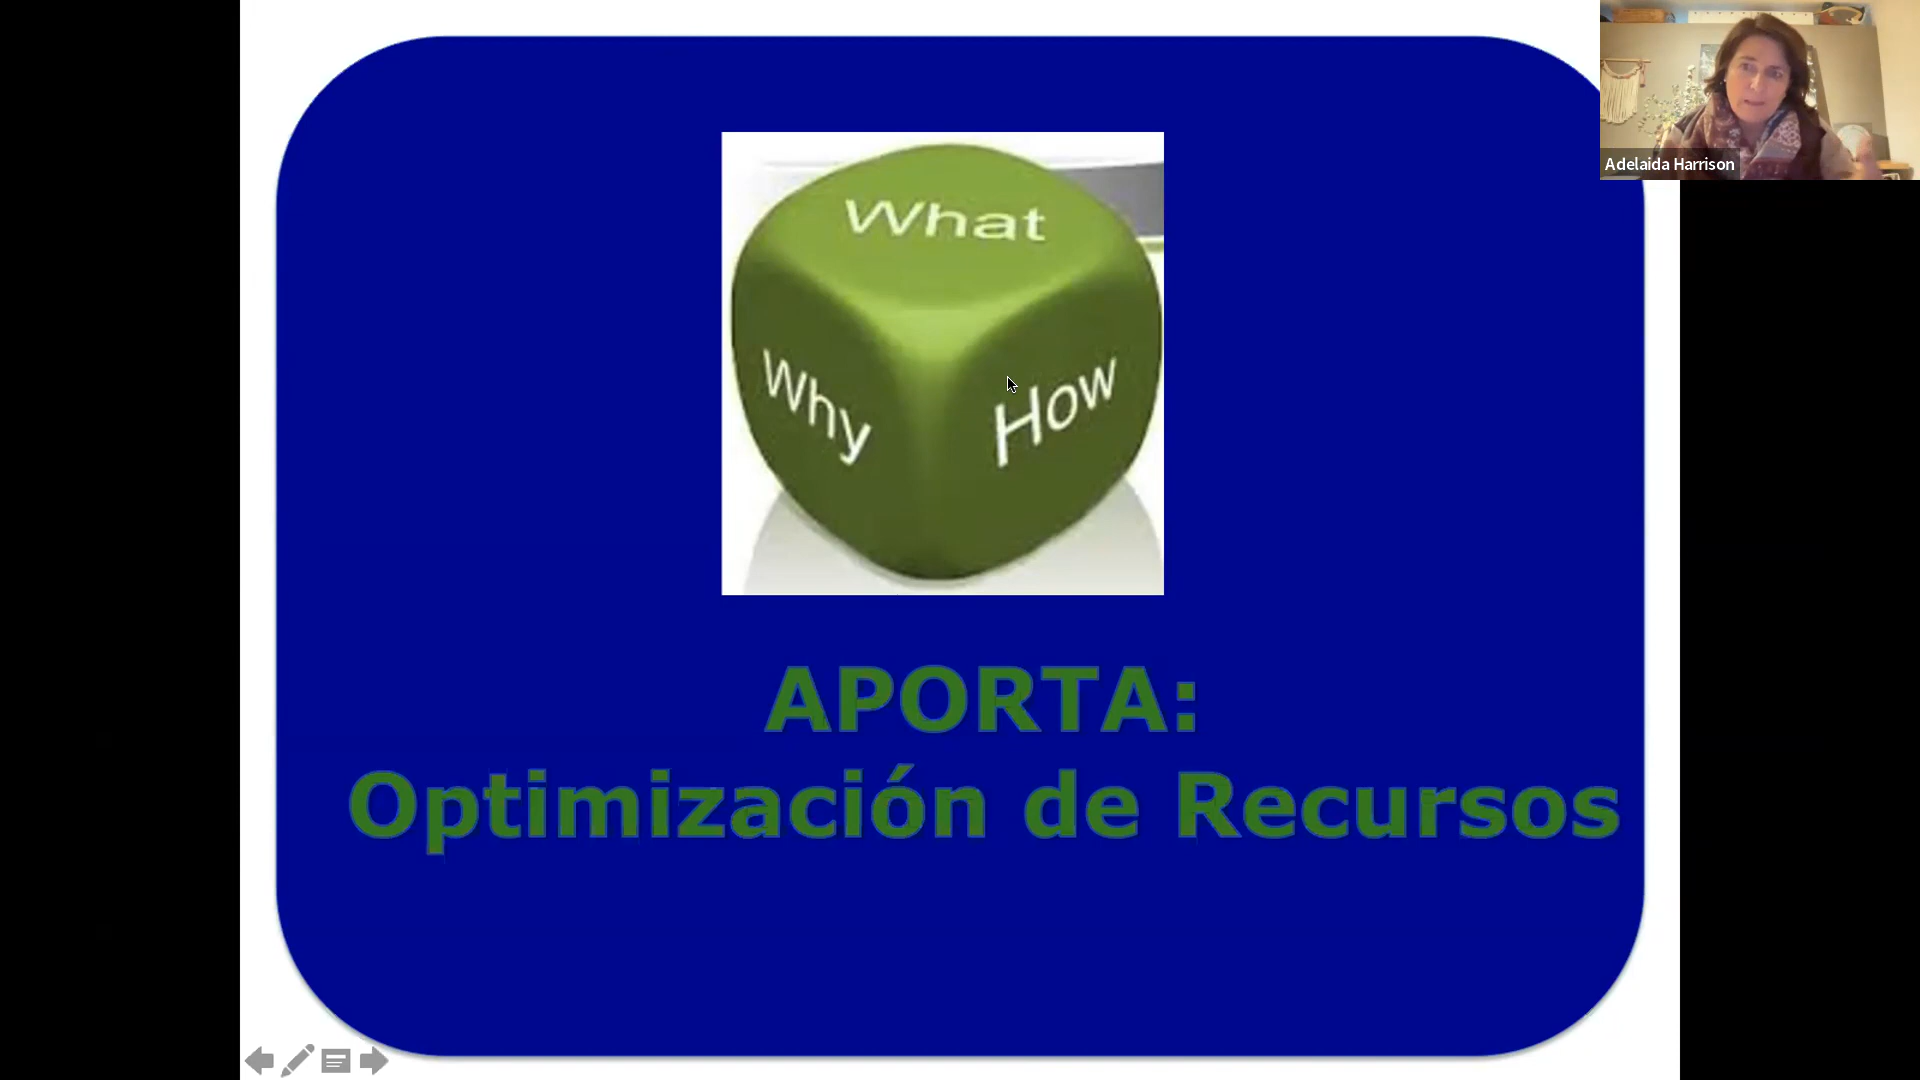 What
Why
How
APORTA:
Optimización de Recursos
Adelaida Harrison